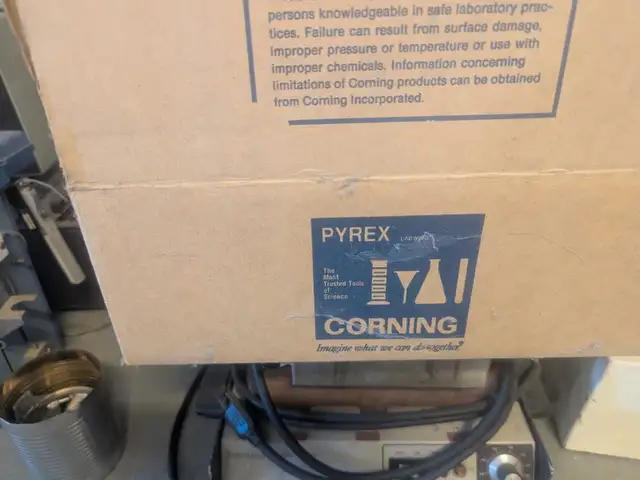 persons knowledgeable in safe laboratory prac-
tices. Failure can result from surface damage,
improper pressure or temperature or use with
improper chemicals. Information concerning
limitations of Corning products can be obtained
from Corning Incorporated.
PYREX
The
Most
Trusted Tools
of
Science
CORNING
Imagine what we can do together?